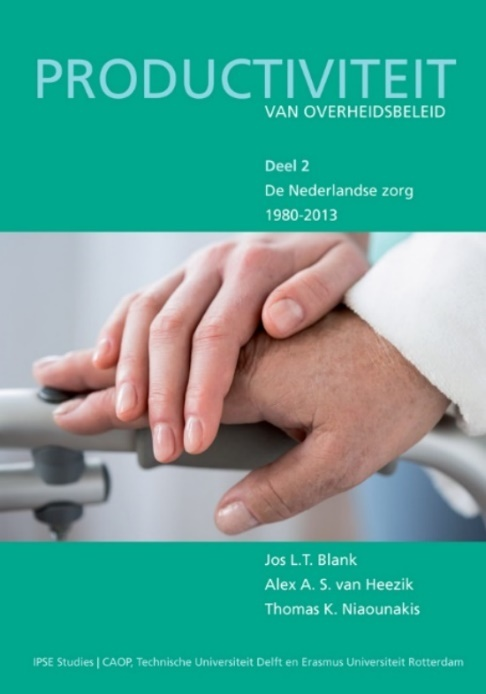 PRODUCTIVITEIT
VAN OVERHEIDSBELEID
Deel 2
De Nederlandse zorg
1980-2013
Jos L.T. Blank
Alex A. S. van Heezik
Thomas K. Niaounakis
IPSE Studies | CAOP, Technische Universiteit Delft en Erasmus Universiteit Rotterdam